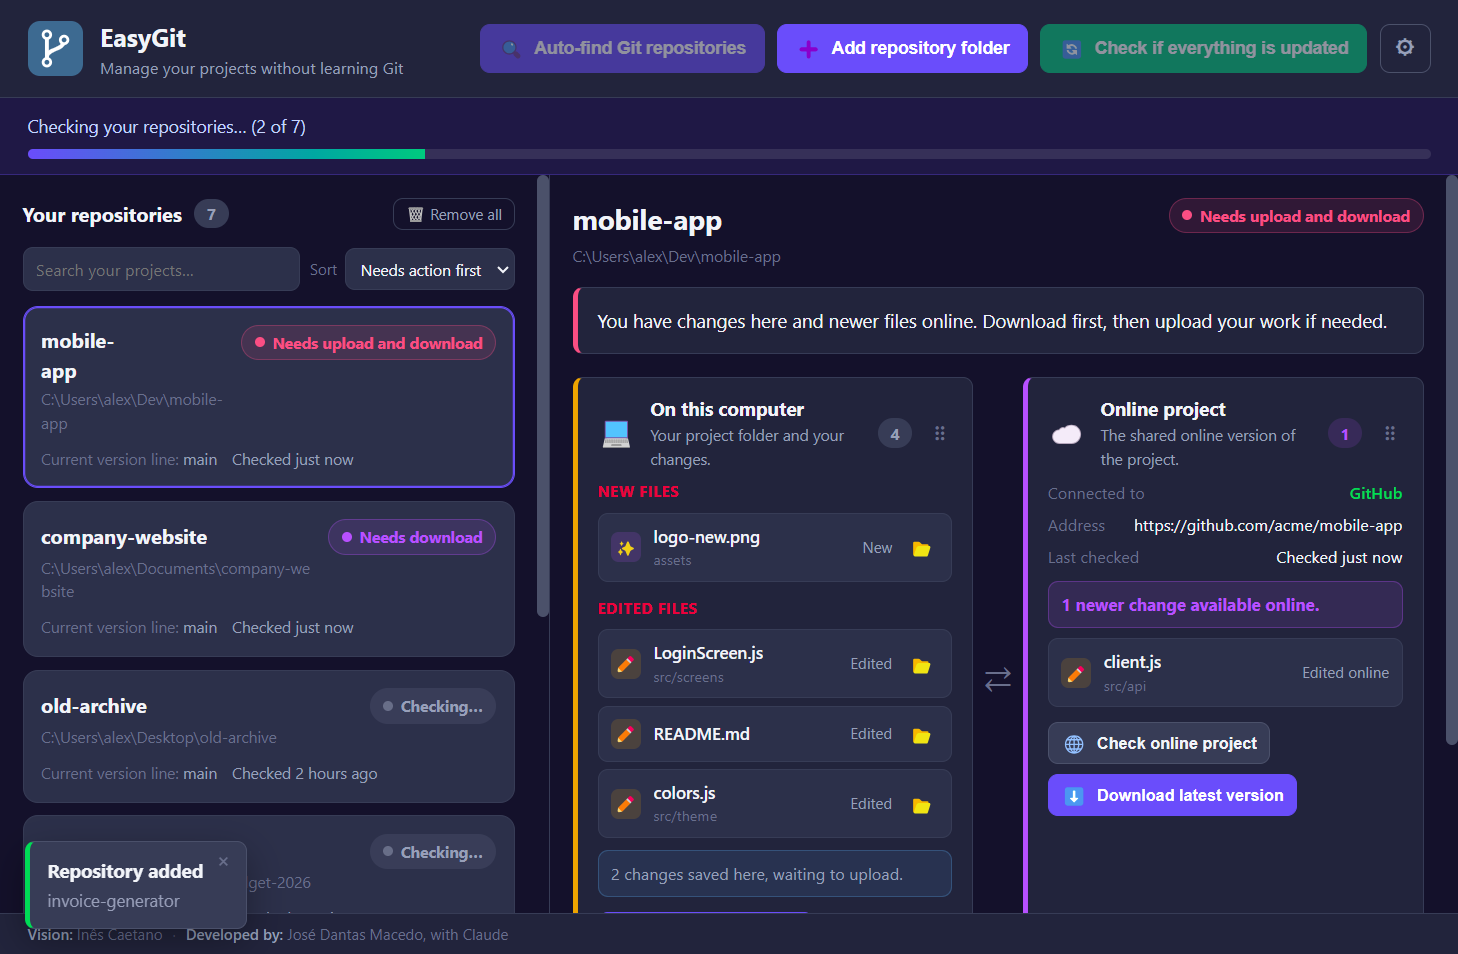 EasyGit
Manage your projects without learning Git
Auto-find Git repositories
Add repository folder
Check if everything is updated
Checking your repositories... (2 of 7)
Your repositories 7
Remove all
Search your projects...
Sort
Needs action first
mobile-
app
Needs upload and download
C:\Users\alex\Dev\mobile-
app
Current version line: main Checked just now
company-website
Needs download
C:\Users\alex\Documents\company-we
bsite
Current version line: main Checked just now
old-archive
Checking...
C:\Users\alex\Desktop\old-archive
Current version line: main Checked 2 hours ago
Checking...
get-2026
Repository added
invoice-generator
mobile-app
Needs upload and download
C:\Users\alex\Dev\mobile-app
You have changes here and newer files online. Download first, then upload your work if needed.
On this computer
Your project folder and your
changes.
4
NEW FILES
logo-new.png
assets
New
EDITED FILES
LoginScreen.js
src/screens
Edited
README.md
Edited
colors.js
src/theme
Edited
2 changes saved here, waiting to upload.
Online project
The shared online version of
the project.
1
Connected to GitHub
Address https://github.com/acme/mobile-app
Last checked Checked just now
1 newer change available online.
client.js
src/api
Edited online
Check online project
Download latest version
Vision: Inês Caetano · Developed by: José Dantas Macedo, with Claude